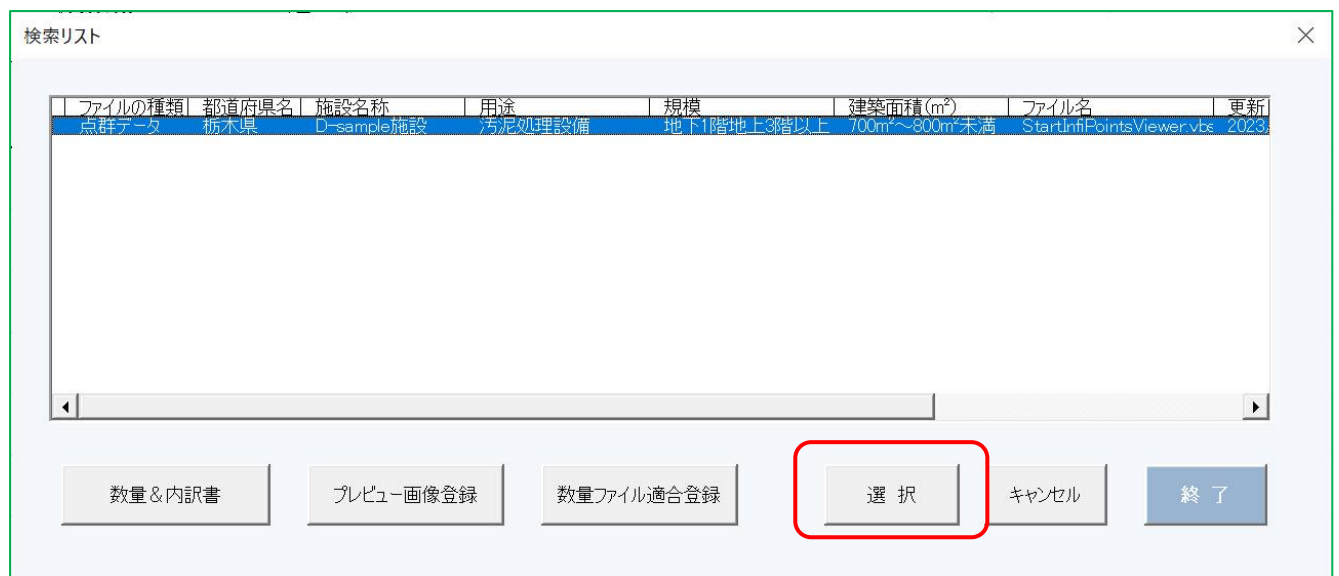 検索リスト
ファイルの種類 都道府県名 施設名称 用途 規模 建築面積(m²) ファイル名 更新
点群データ 栃木県 D-sample施設 汚泥処理設備 地下1階地上3階以上 700m²～800m²未満 StartInfiPointsViewer.vbs 2023
数量&内訳書 プレビュー画像登録 数量ファイル適合登録 選 択 キャンセル 終 了